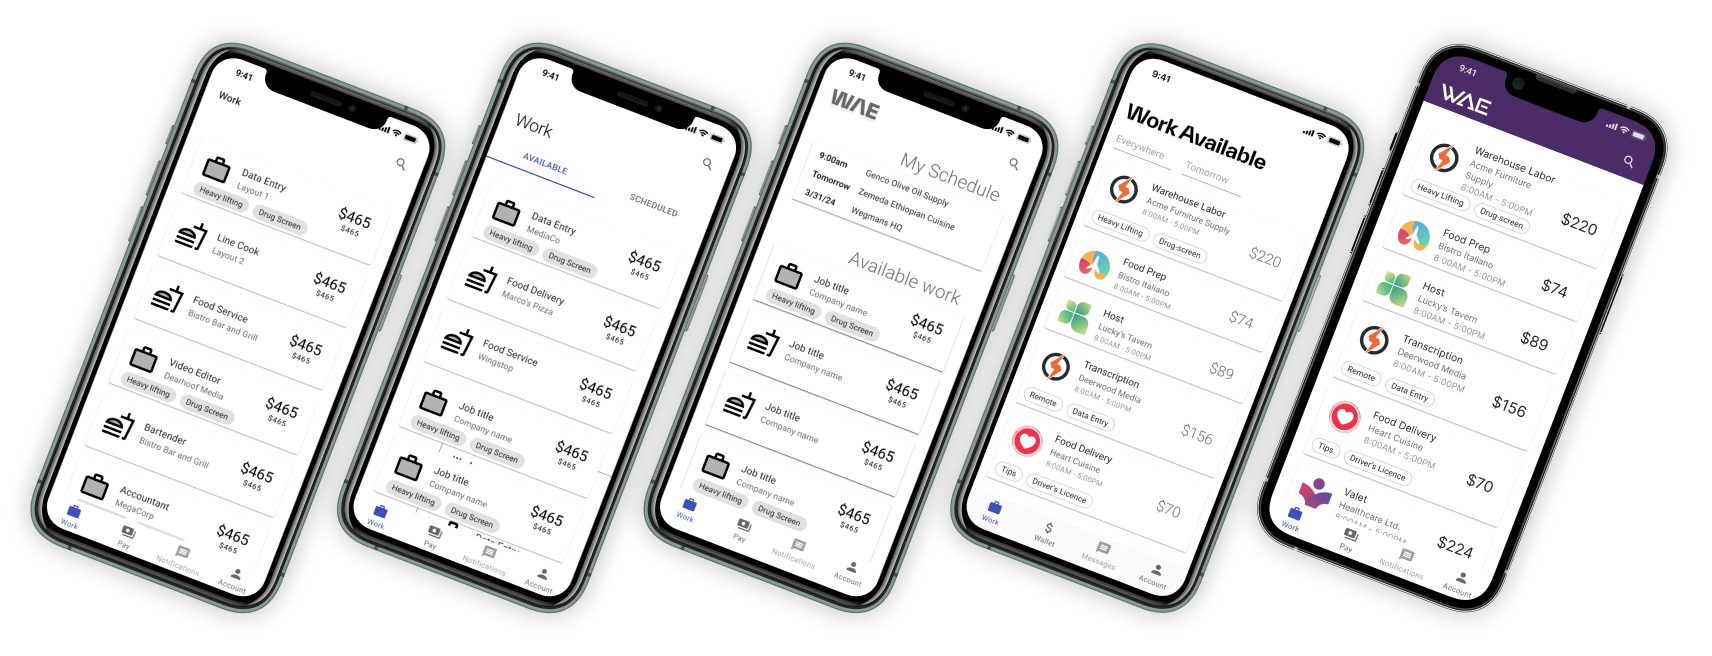 9:41
Work
Data Entry
Layout 1
Heavy lifting
Drug Screen
$465
$465
Line Cook
Layout 2
$465
$465
Food Service
Bistro Bar and Grill
$465
$465
Video Editor
Dearhoof Media
Heavy lifting
Drug Screen
$465
$465
Bartender
Bistro Bar and Grill
$465
$465
Accountant
MegaCorp
$465
$465
Work
Pay
Notifications
Account
9:41
Work
AVAILABLE
SCHEDULED
Data Entry
MediaCo
Heavy lifting
Drug Screen
$465
$465
Food Delivery
Marco's Pizza
$465
$465
Food Service
Wingstop
$465
$465
Job title
Company name
Heavy lifting
Drug Screen
$465
$465
Job title
Company name
Heavy lifting
Drug Screen
$465
$465
Work
Pay
Notifications
Account
9:41
WAE
My Schedule
9:00am Genco Olive Oil Supply
Tomorrow Zemeda Ethiopian Cuisine
3/31/24 Wegmans HQ
Available work
Job title
Company name
Heavy lifting
Drug Screen
$465
$465
Job title
Company name
$465
$465
Job title
Company name
$465
$465
Job title
Company name
Heavy lifting
Drug Screen
$465
$465
Work
Pay
Notifications
Account
9:41
Work Available
Everywhere
Tomorrow
Warehouse Labor
Acme Furniture Supply
8:00AM - 5:00PM
Heavy Lifting
Drug-screen
$220
Food Prep
Bistro Italiano
8:00AM - 5:00PM
$74
Host
Lucky's Tavern
8:00AM - 5:00PM
$89
Transcription
Deerwood Media
8:00AM - 5:00PM
Remote
Data Entry
$156
Food Delivery
Heart Cuisine
8:00AM - 5:00PM
Tips
Driver's Licence
$70
Work
Wallet
Messages
Account
9:41
WAE
Warehouse Labor
Acme Furniture
Supply
8:00AM - 5:00PM
Heavy Lifting
Drug-screen
$220
Food Prep
Bistro Italiano
8:00AM - 5:00PM
$74
Host
Lucky's Tavern
8:00AM - 5:00PM
$89
Transcription
Deerwood Media
8:00AM - 5:00PM
Remote
Data Entry
$156
Food Delivery
Heart Cuisine
8:00AM - 5:00PM
Tips
Driver's Licence
$70
Valet
Healthcare Ltd.
8:00AM - 5:00PM
$224
Work
Pay
Notifications
Account